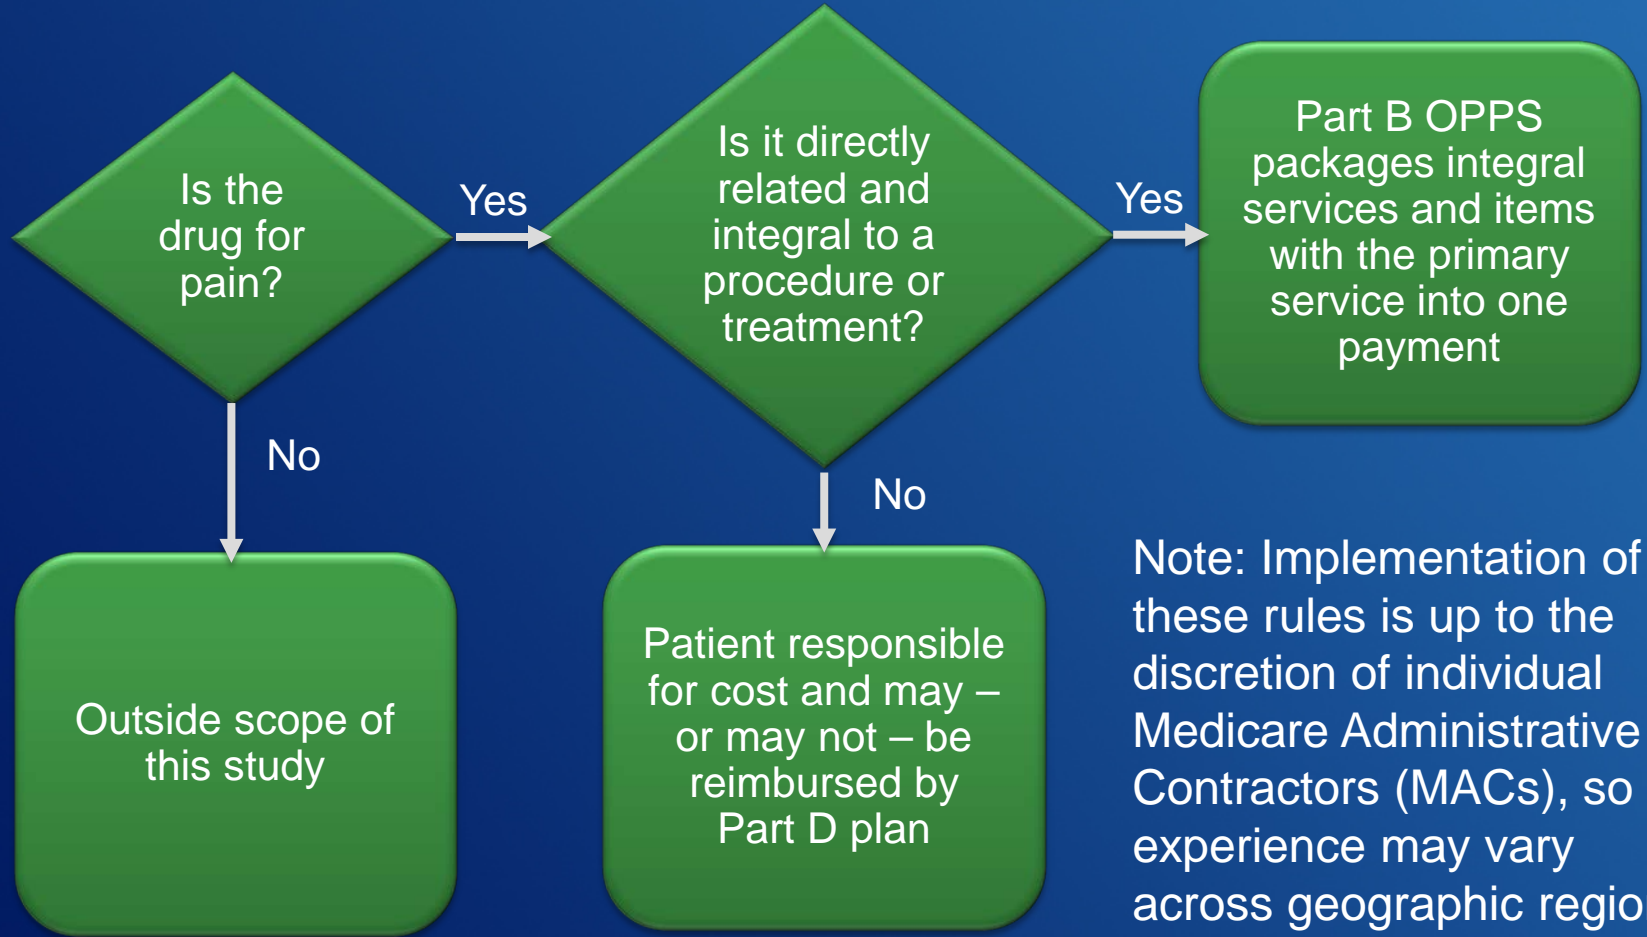 Is the
drug for
pain?
Yes
Is it directly
related and
integral to a
procedure or
treatment?
Yes
Part B OPPS
packages integral
services and items
with the primary
service into one
payment
No
No
Outside scope of
this study
Patient responsible
for cost and may –
or may not – be
reimbursed by
Part D plan
Note: Implementation of
these rules is up to the
discretion of individual
Medicare Administrative
Contractors (MACs), so
experience may vary
across geographic